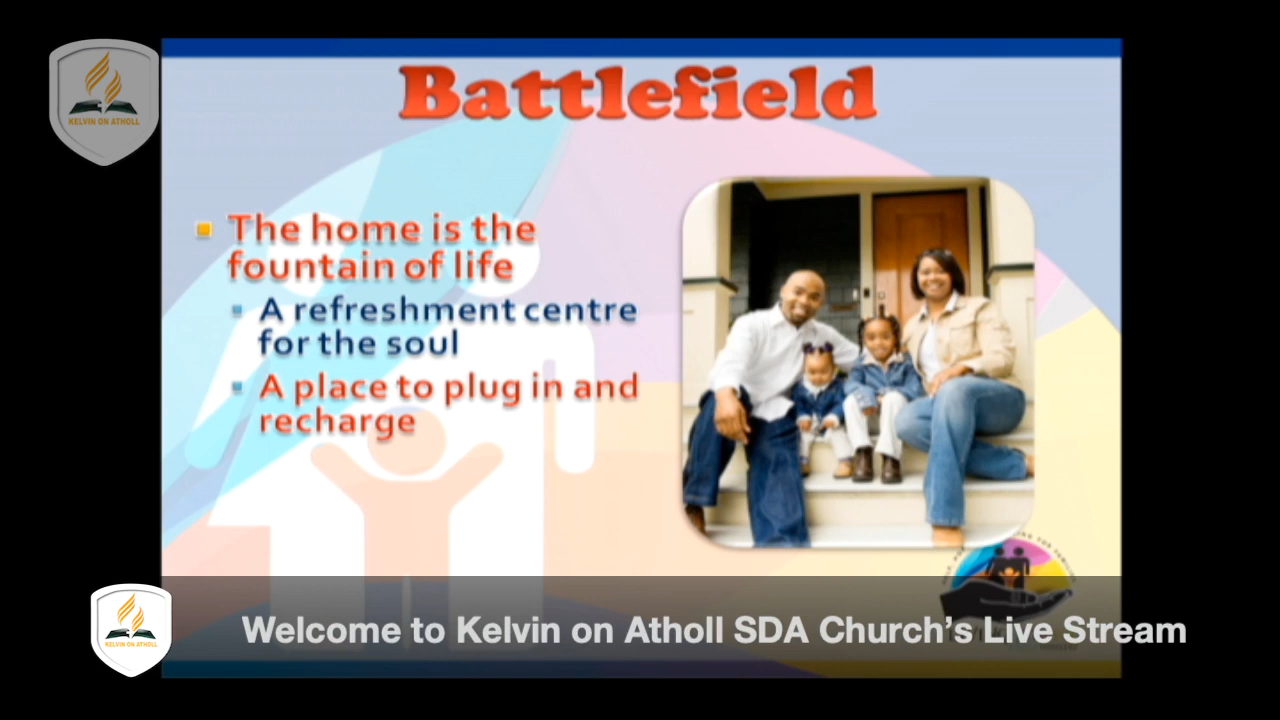 KELVIN ON ATHOLL
Battlefield
The home is the
fountain of life
A refreshment centre
for the soul
A place to plug in and
recharge
KELVIN ON ATHOLL
Welcome to Kelvin on Atholl SDA Church's Live Stream